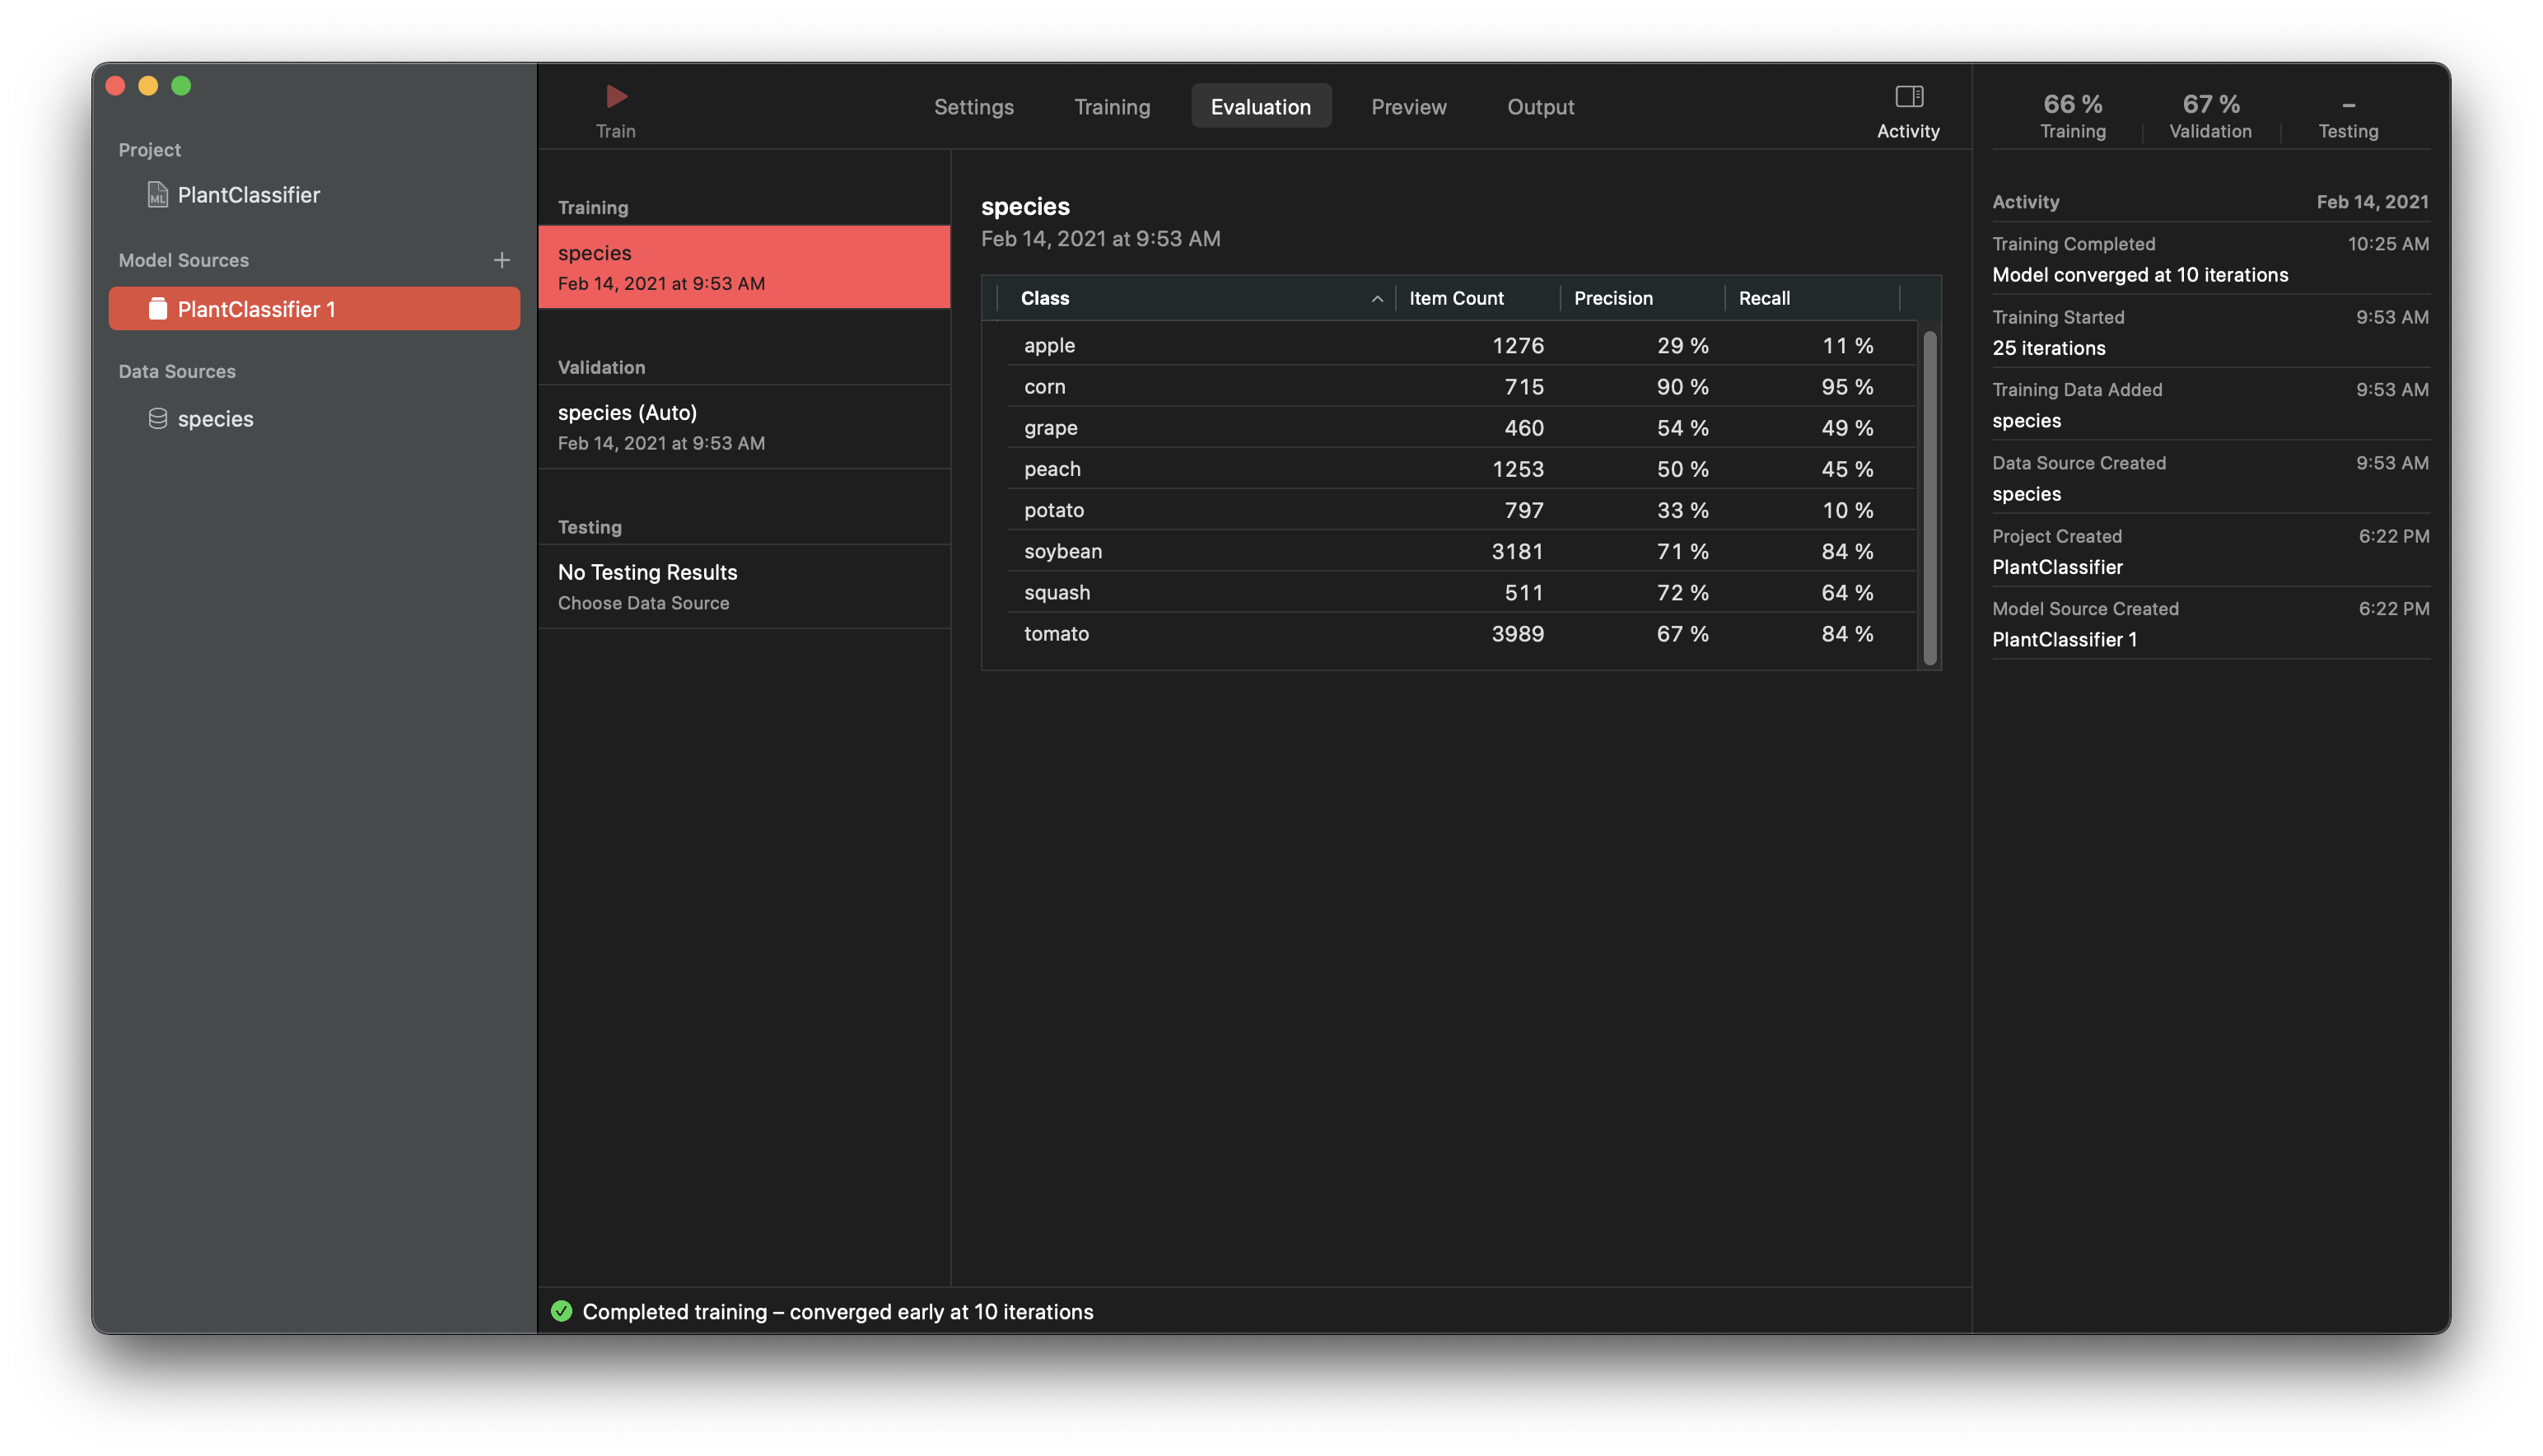 Project
PlantClassifier
Model Sources
PlantClassifier 1
Data Sources
species
Train
Settings Training Evaluation Preview Output
Activity
Training
species
Feb 14, 2021 at 9:53 AM
Validation
species (Auto)
Feb 14, 2021 at 9:53 AM
Testing
No Testing Results
Choose Data Source
species
Feb 14, 2021 at 9:53 AM
Class Item Count Precision Recall
apple 1276 29 % 11 %
corn 715 90 % 95 %
grape 460 54 % 49 %
peach 1253 50 % 45 %
potato 797 33 % 10 %
soybean 3181 71 % 84 %
squash 511 72 % 64 %
tomato 3989 67 % 84 %
Completed training – converged early at 10 iterations
66 % 67 % –
Training Validation Testing
Activity Feb 14, 2021
Training Completed 10:25 AM
Model converged at 10 iterations
Training Started 9:53 AM
25 iterations
Training Data Added 9:53 AM
species
Data Source Created 9:53 AM
species
Project Created 6:22 PM
PlantClassifier
Model Source Created 6:22 PM
PlantClassifier 1